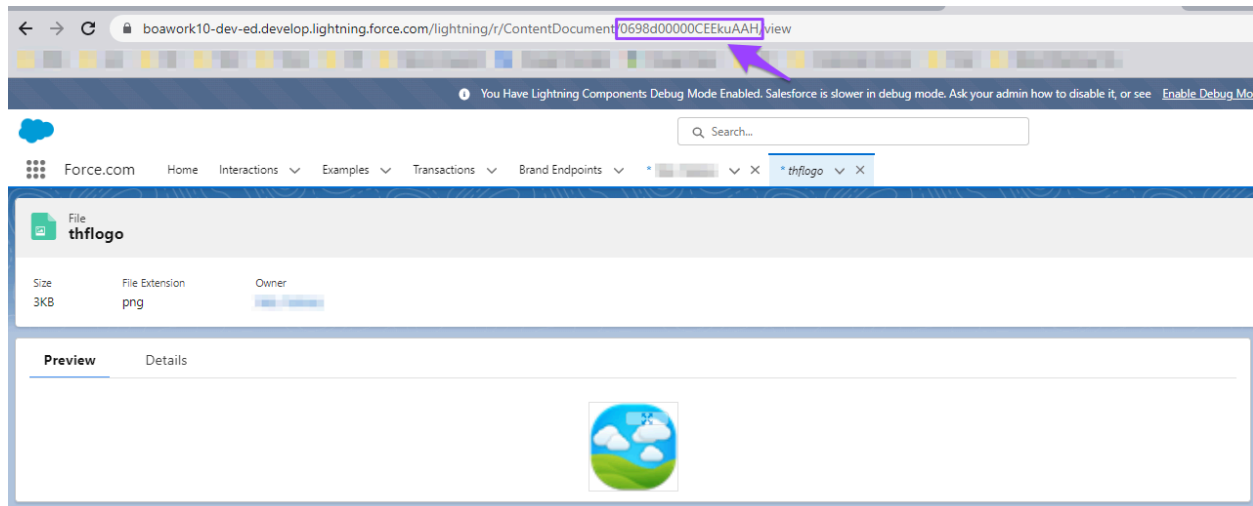 boawork10-dev-ed.develop.lightning.force.com/lightning/r/ContentDocument/0698d00000CEEkuAAH/view
You Have Lightning Components Debug Mode Enabled. Salesforce is slower in debug mode. Ask your admin how to disable it, or see Enable Debug Mo
Search...
Force.com Home Interactions Examples Transactions Brand Endpoints * * thflogo
File
thflogo
Size File Extension Owner
3KB png
Preview Details